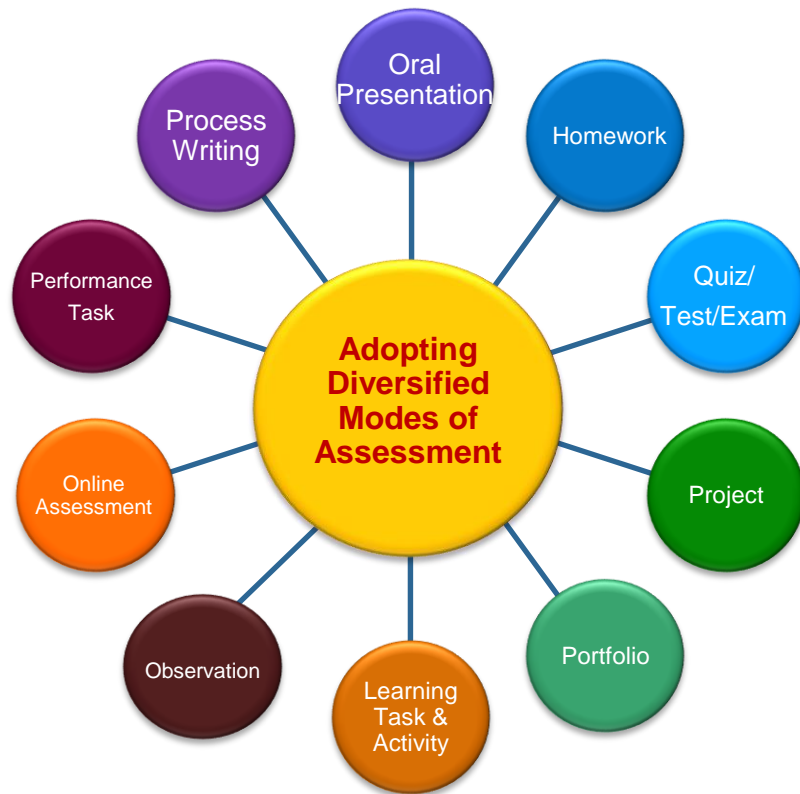 Oral
Presentation
Homework
Quiz/
Test/Exam
Project
Portfolio
Learning
Task &
Activity
Observation
Online
Assessment
Performance
Task
Process
Writing
Adopting
Diversified
Modes of
Assessment